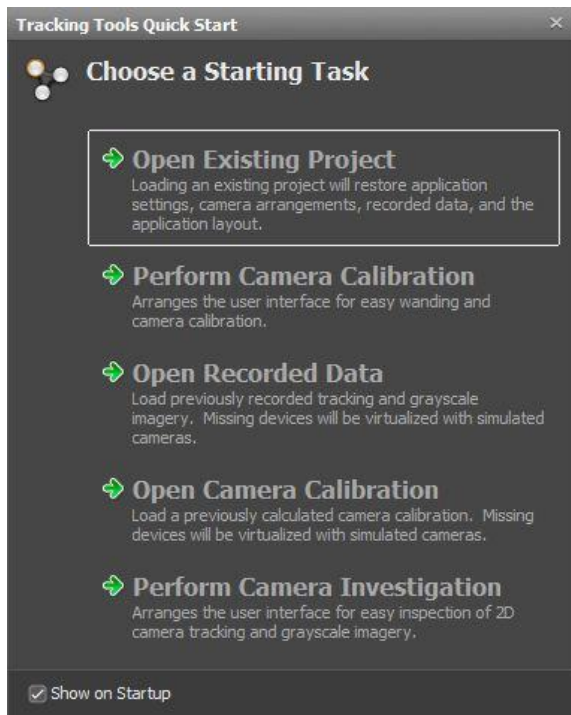 Tracking Tools Quick Start
Choose a Starting Task
Open Existing Project
Loading an existing project will restore application
settings, camera arrangements, recorded data, and the
application layout.
Perform Camera Calibration
Arranges the user interface for easy wanding and
camera calibration.
Open Recorded Data
Load previously recorded tracking and grayscale
imagery.  Missing devices will be virtualized with simulated
cameras.
Open Camera Calibration
Load a previously calculated camera calibration.  Missing
devices will be virtualized with simulated cameras.
Perform Camera Investigation
Arranges the user interface for easy inspection of 2D
camera tracking and grayscale imagery.
Show on Startup